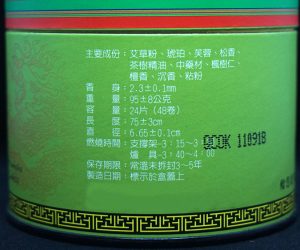 主要成份：艾草粉、琥珀、芙蓉、松香、
茶樹精油、中藥材、楓樹仁、
檀香、沉香、粘粉
香　　身：2.3±0.1mm
重　　量：95±8公克
容　　量：24片(48卷)
長　　度：75±3cm
直　　徑：6.65±0.1cm
燃燒時間：支撐架-3：15～3
爐　具-3：40～4：00
保存期限：常溫未拆封3～5年
製造日期：標示於盒蓋上
110918